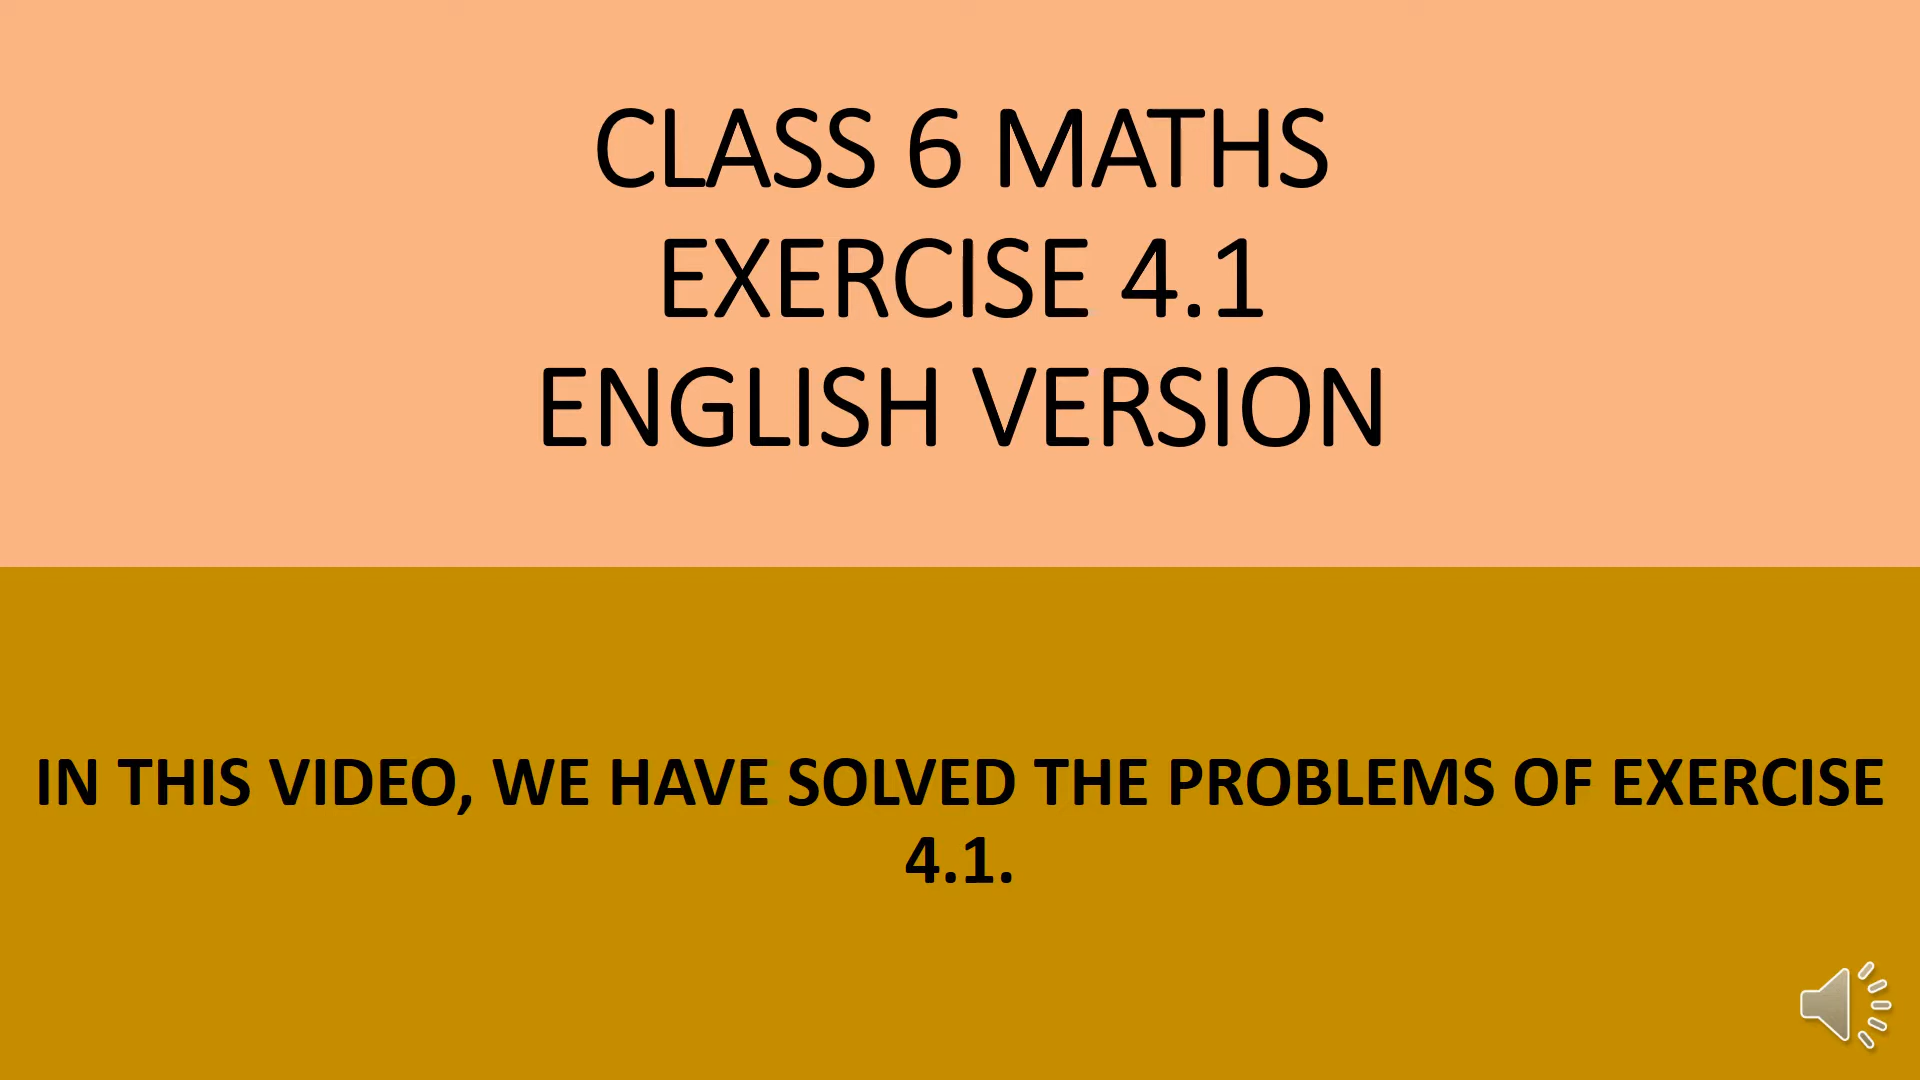 CLASS 6 MATHS
EXERCISE 4.1
ENGLISH VERSION
IN THIS VIDEO, WE HAVE SOLVED THE PROBLEMS OF EXERCISE
4.1.